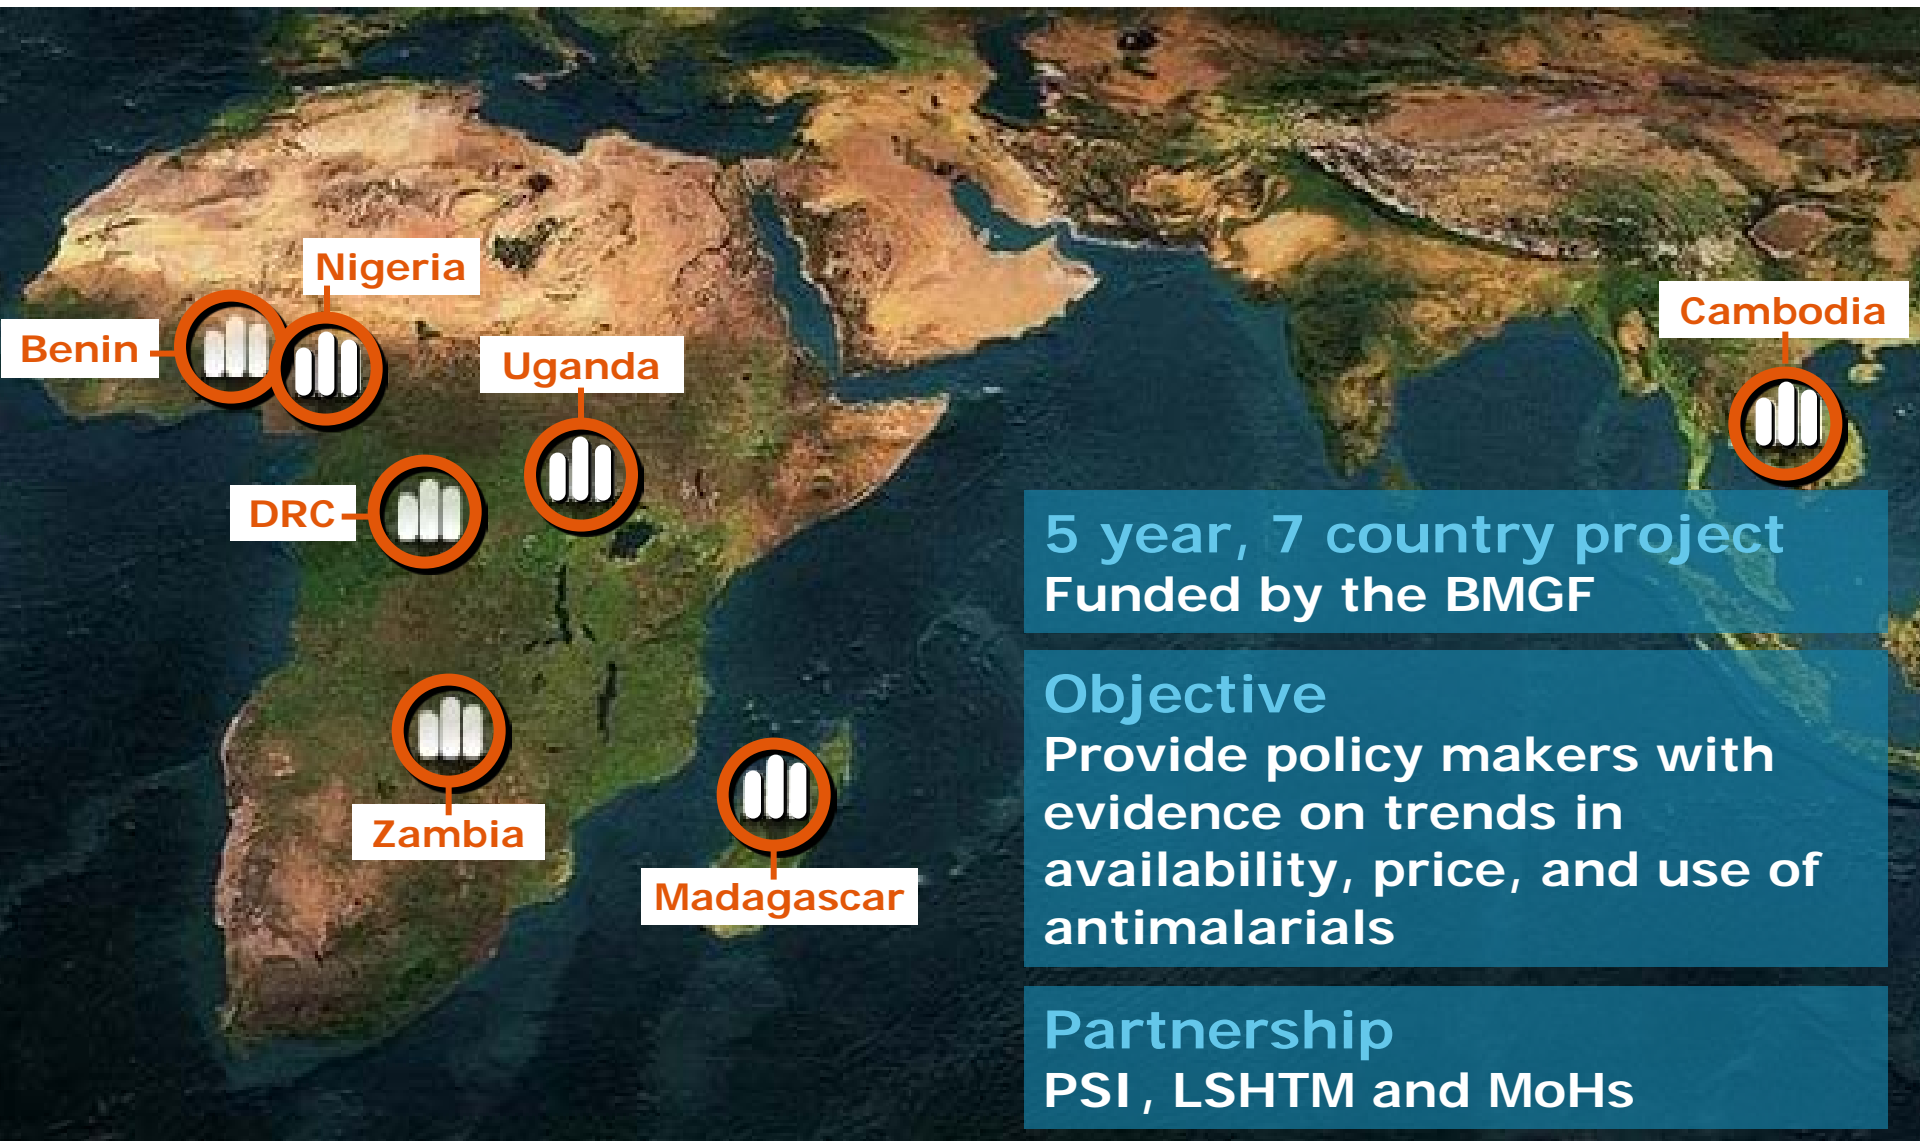 Nigeria
Benin
Uganda
Cambodia
DRC
Zambia
Madagascar
5 year, 7 country project
Funded by the BMGF
Objective
Provide policy makers with
evidence on trends in
availability, price, and use of
antimalarials
Partnership
PSI, LSHTM and MoHs